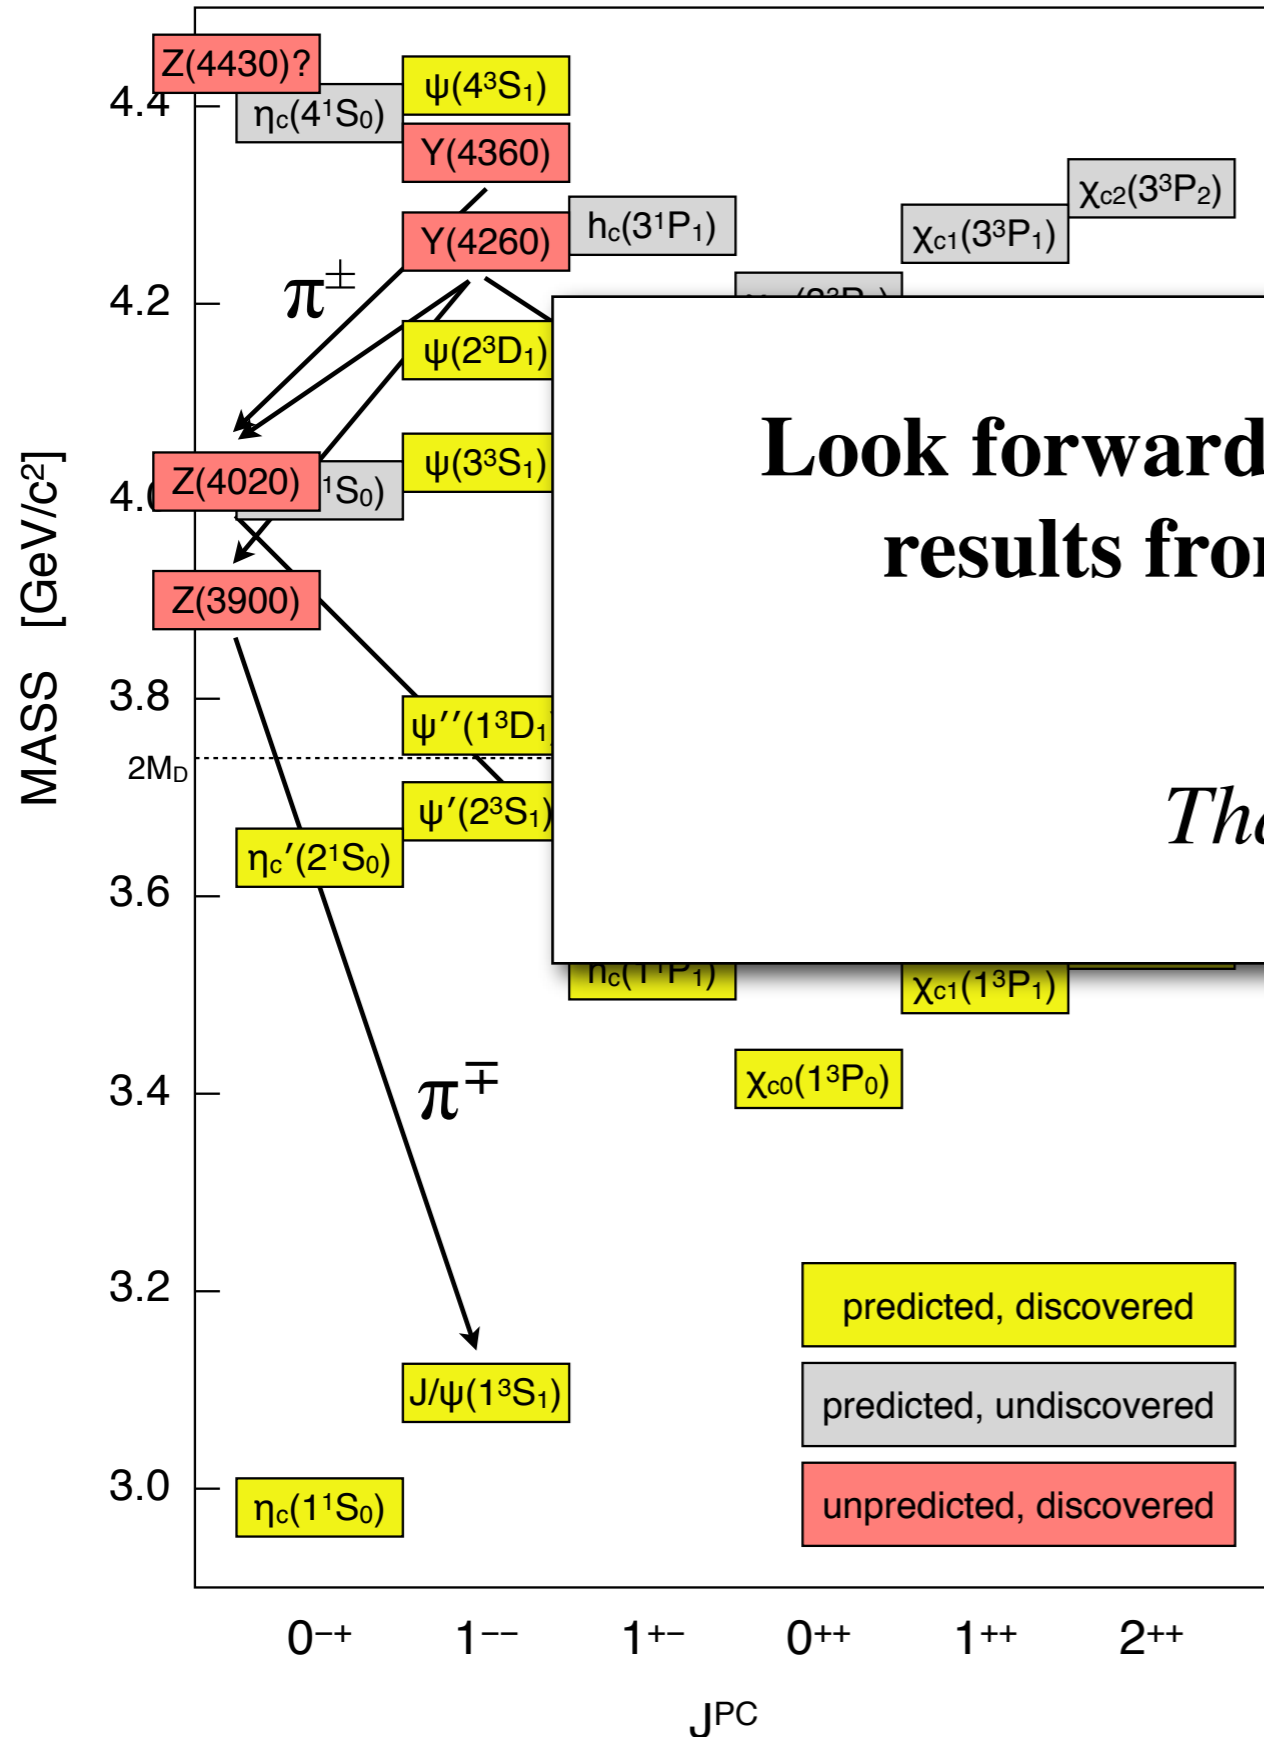 Z(4430)?
ψ(4³S₁)
4.4
ηc(4¹S₀)
Y(4360)
χc2(3³P₂)
hc(3¹P₁)
χc1(3³P₁)
Y(4260)
π±
4.2
ψ(2³D₁)
Look forward
results
ψ(3³S₁)
Z(4020)
¹S₀)
Z(3900)
MASS [GeV/c²]
3.8
ψ′′(1³D₁
2MD
ψ′(2³S₁)
ηc′(2¹S₀)
3.6
hc(1¹P₁)
χc1(1³P₁)
χc0(1³P₀)
3.4
π∓
3.2
predicted, discovered
J/ψ(1³S₁)
predicted, undiscovered
3.0
ηc(1¹S₀)
unpredicted, discovered
0⁻⁺ 1⁻⁻ 1⁺⁻ 0⁺⁺ 1⁺⁺ 2⁺⁺
JPC